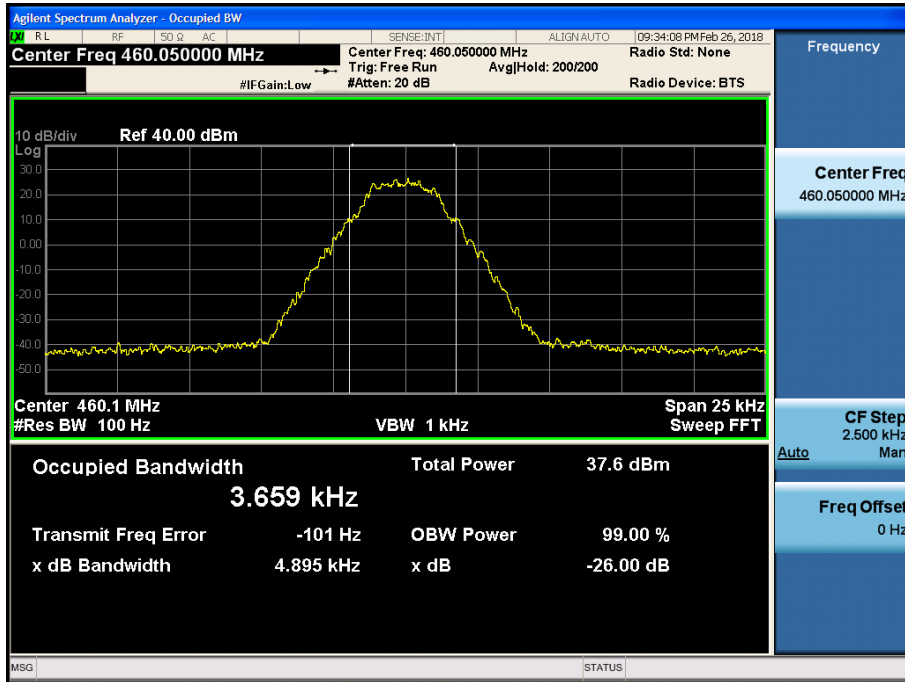 Agilent Spectrum Analyzer - Occupied BW
LXI RL RF 50 Ω AC SENSE:INT ALIGN AUTO 09:34:08 PM Feb 26, 2018
Center Freq 460.050000 MHz
Center Freq: 460.050000 MHz
Radio Std: None
Trig: Free Run Avg|Hold: 200/200
#IFGain:Low
#Atten: 20 dB
Radio Device: BTS
Frequency
10 dB/div Ref 40.00 dBm
Log
30.0
20.0
10.0
0.00
-10.0
-20.0
-30.0
-40.0
-50.0
Center 460.1 MHz Span 25 kHz
#Res BW 100 Hz VBW 1 kHz Sweep FFT
Occupied Bandwidth Total Power 37.6 dBm
3.659 kHz
Transmit Freq Error -101 Hz OBW Power 99.00 %
x dB Bandwidth 4.895 kHz x dB -26.00 dB
Center Freq
460.050000 MHz
CF Step
2.500 kHz
Auto Man
Freq Offset
0 Hz
MSG STATUS